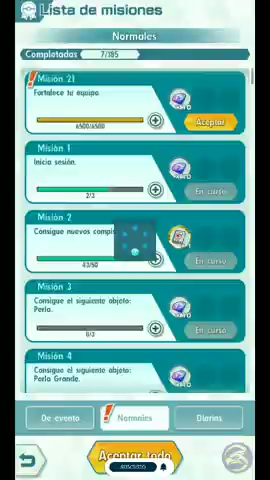 Lista de misiones
Normales
Completadas 7/185
Misión 21
Fortalece tu equipo.
6500/6500
Aceptar
Misión 1
Inicia sesión.
2/3
En curso
Misión 2
Consigue nuevos
43/50
En curso
Misión 3
Consigue el siguiente objeto:
Perla.
0/3
En curso
Misión 4
Consigue el siguiente objeto:
Perla Grande.
De evento
Normales
Diarias
Aceptar todo